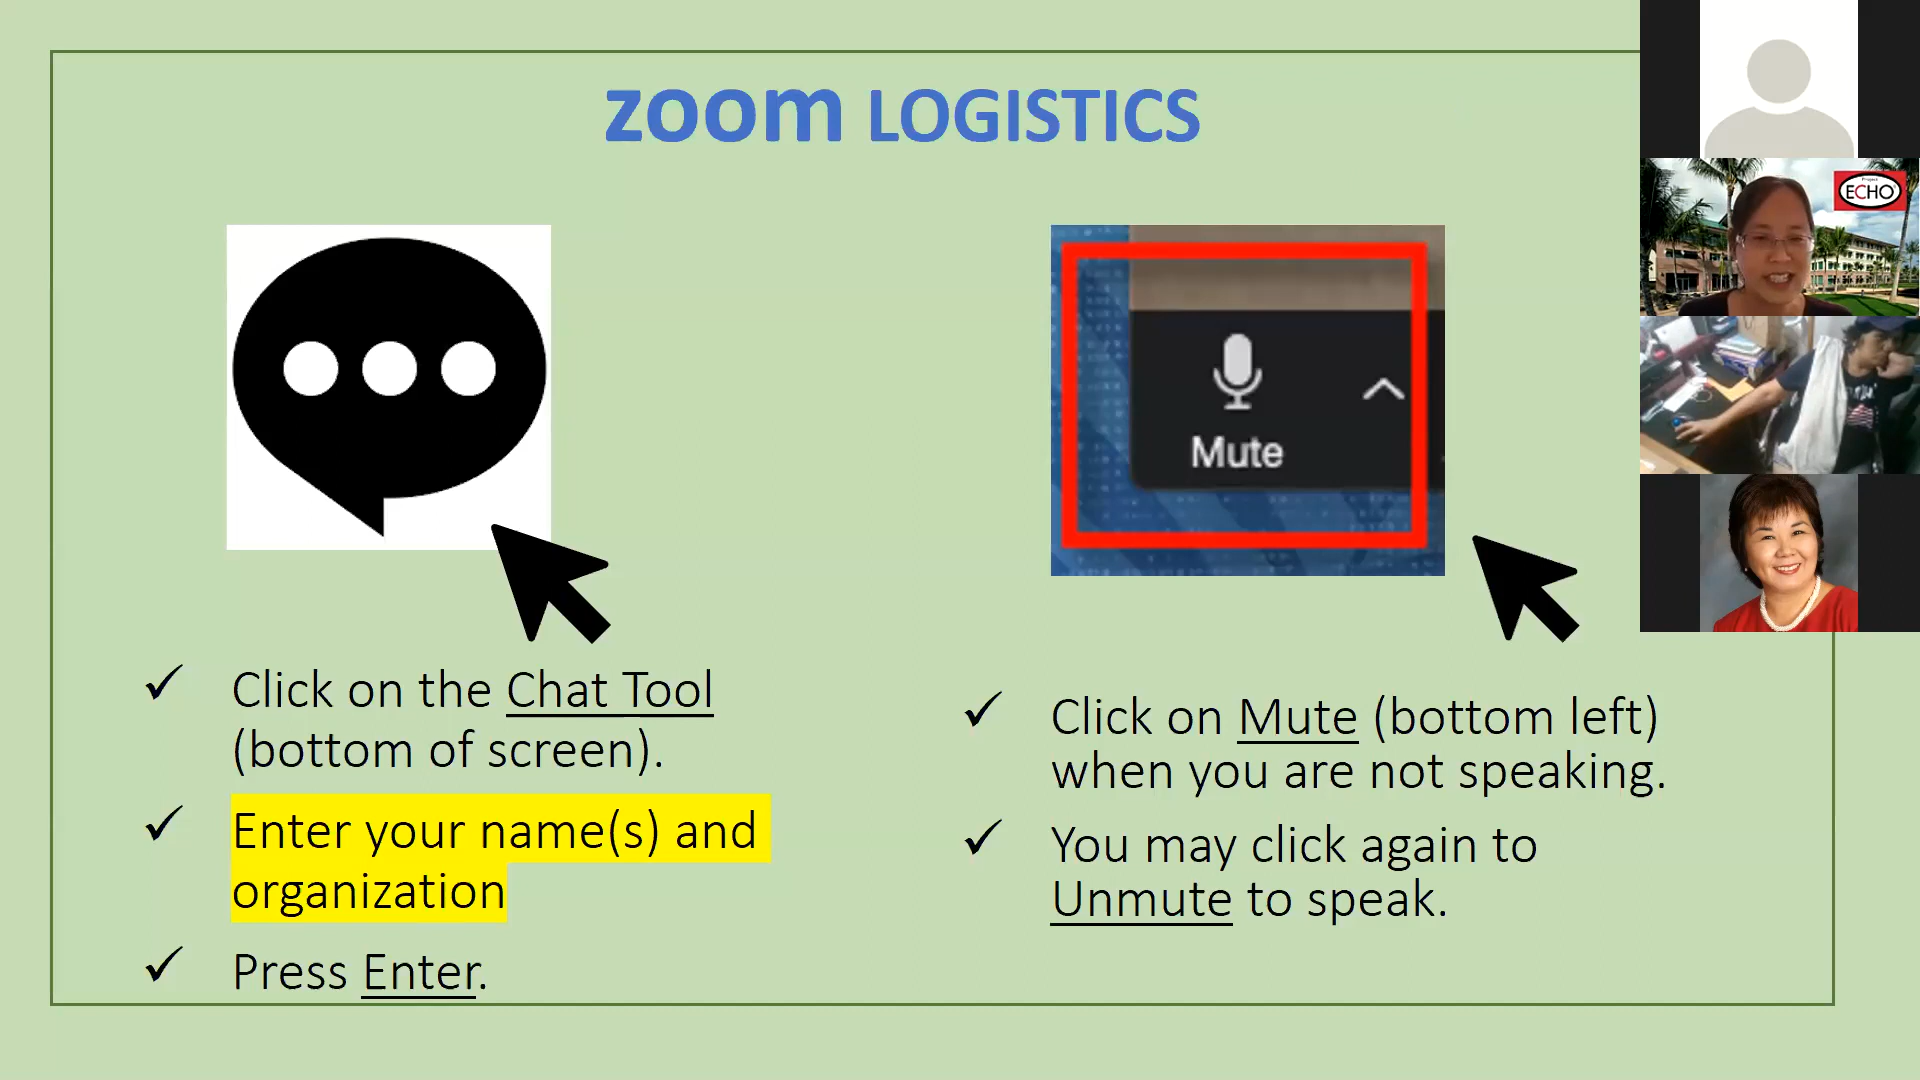 zoom LOGISTICS
Project
ECHO
Mute
Click on the Chat Tool
(bottom of screen).
Enter your name(s) and
organization
Press Enter.
Click on Mute (bottom left)
when you are not speaking.
You may click again to
Unmute to speak.